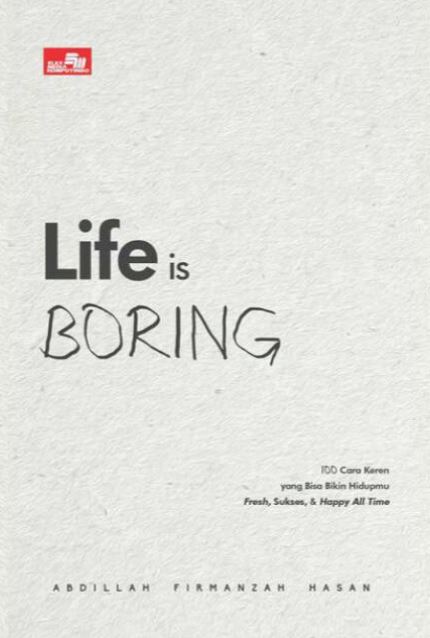 ELEX
MEDIA
KOMPUTINDO
Life is
BORING
100 Cara Keren
yang Bisa Bikin Hidupmu
Fresh, Sukses, & Happy All Time
ABDILLAH FIRMANZAH HASAN